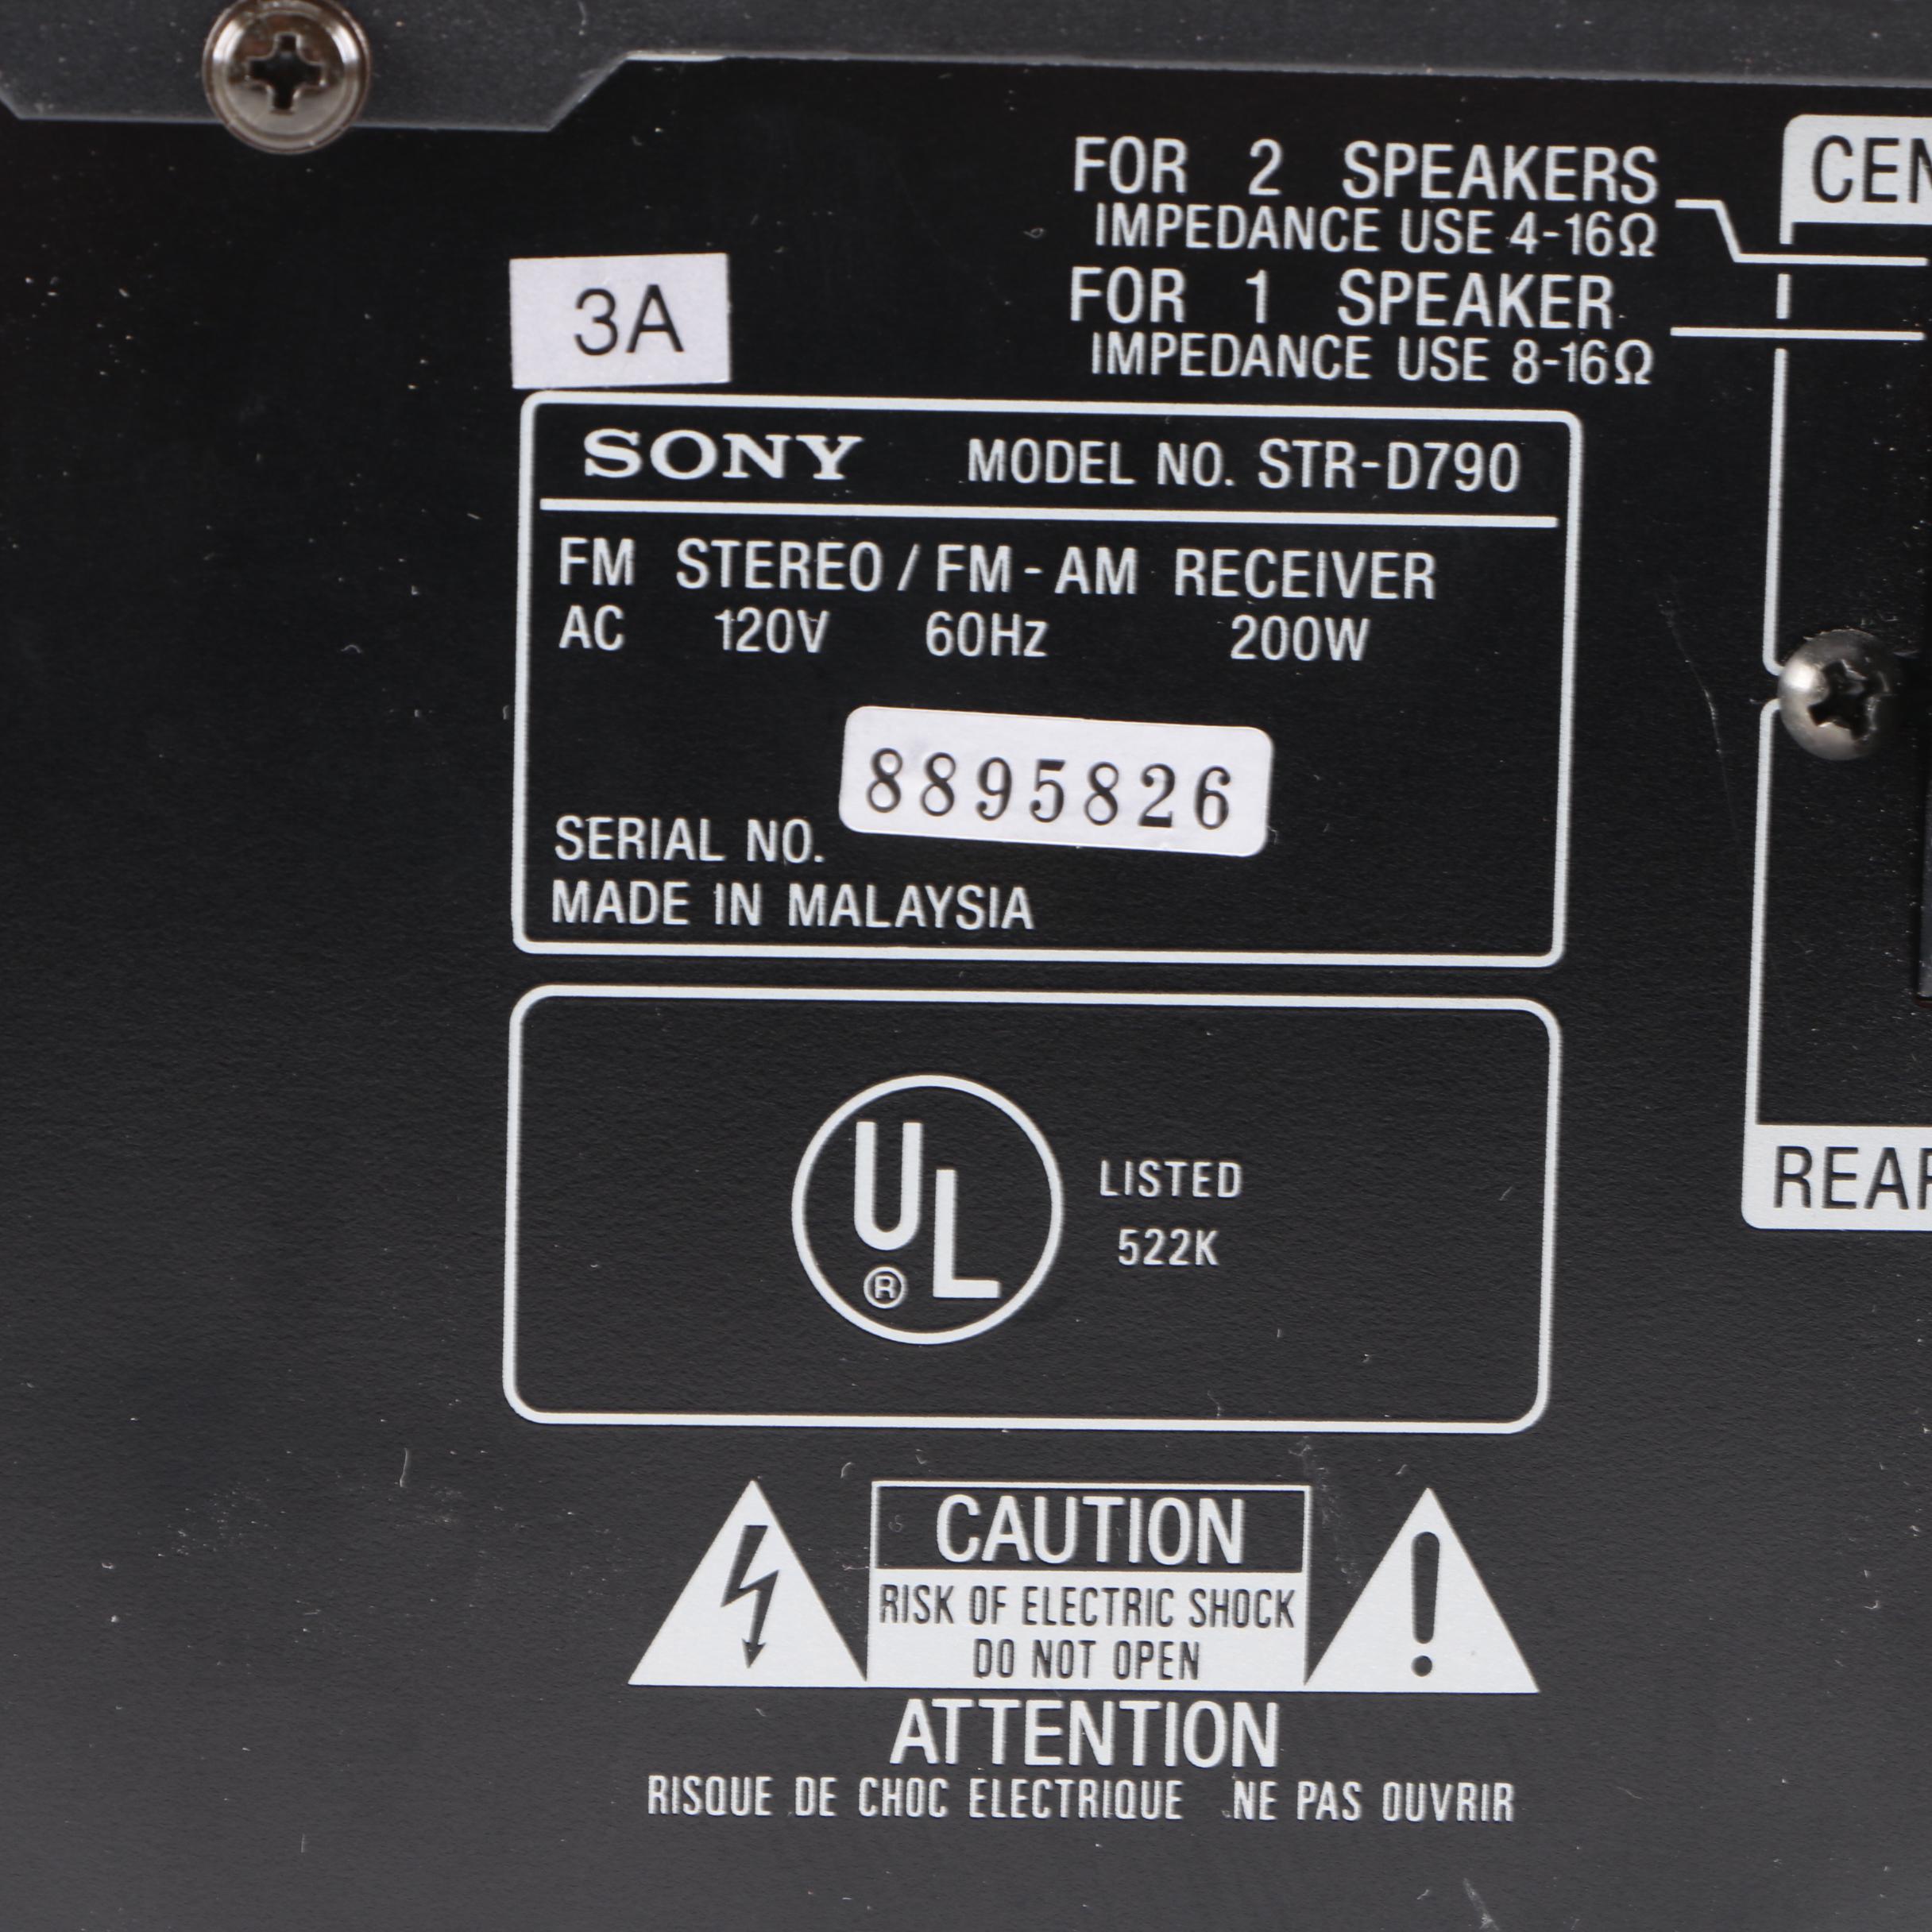 FOR 2 SPEAKERS
IMPEDANCE USE 4-16Ω
FOR 1 SPEAKER
IMPEDANCE USE 8-16Ω
CEN
3A
SONY MODEL NO. STR-D790
FM STEREO / FM-AM RECEIVER
AC 120V 60Hz 200W
8895826
SERIAL NO.
MADE IN MALAYSIA
UL
®
LISTED
522K
REAR
CAUTION
RISK OF ELECTRIC SHOCK
DO NOT OPEN
ATTENTION
RISQUE DE CHOC ELECTRIQUE NE PAS OUVRIR